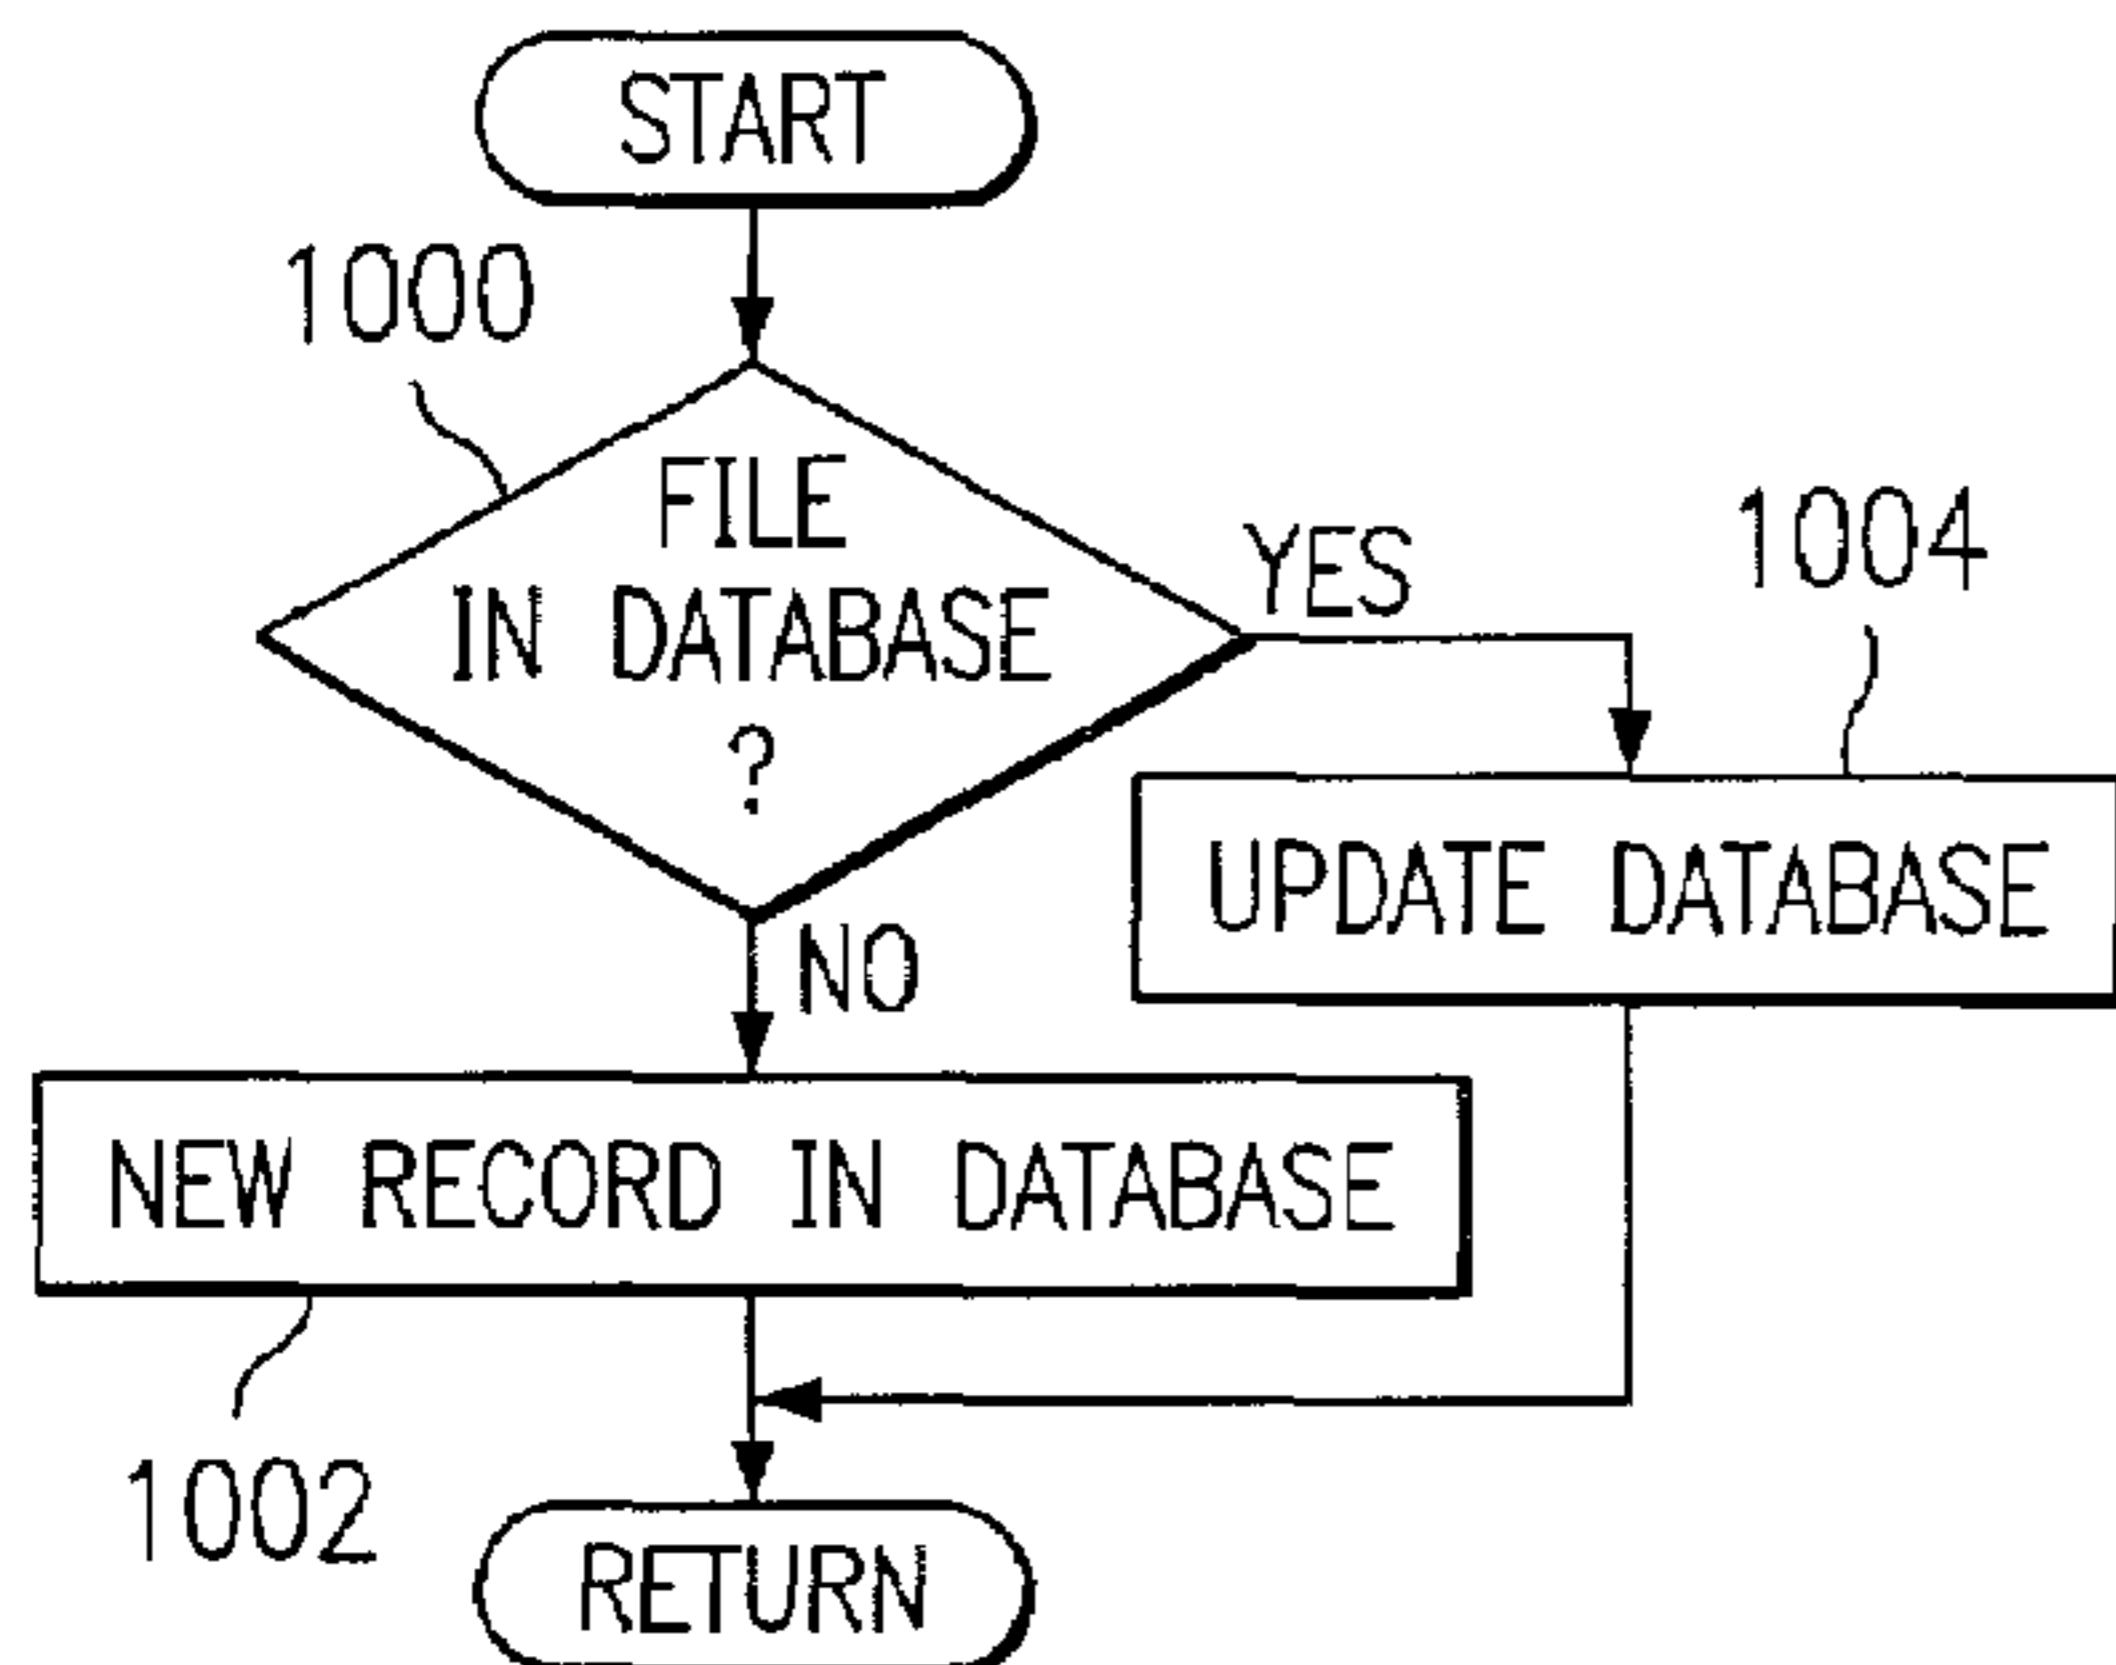 START
1000
FILE
IN DATABASE
?
YES
1004
UPDATE DATABASE
NO
NEW RECORD IN DATABASE
1002
RETURN